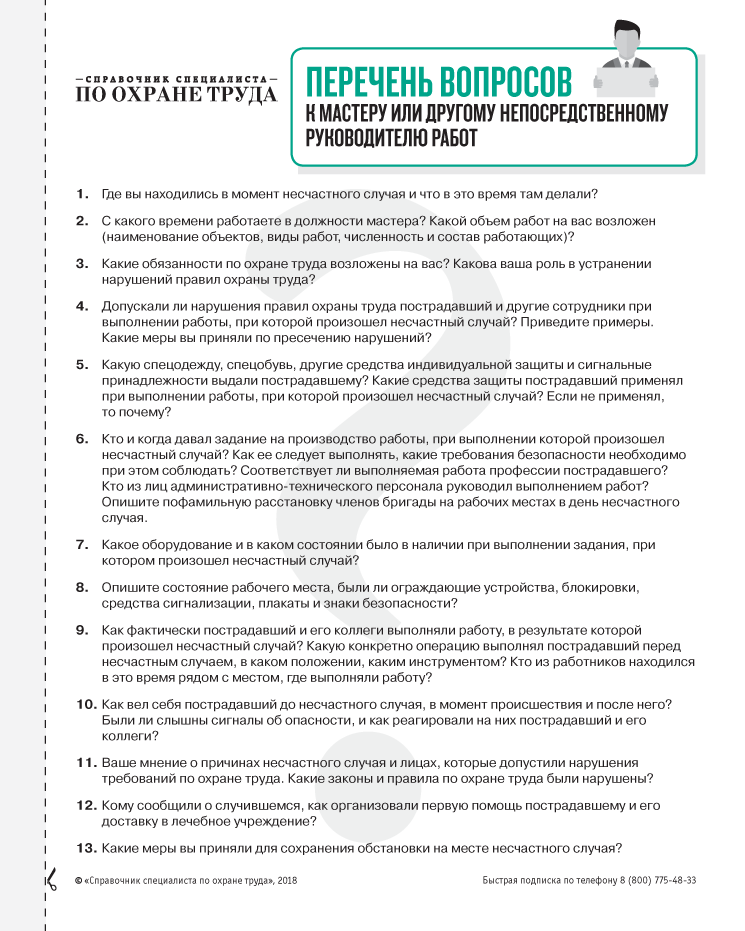 СПРАВОЧНИК СПЕЦИАЛИСТА
ПО ОХРАНЕ ТРУДА
ПЕРЕЧЕНЬ ВОПРОСОВ
К МАСТЕРУ ИЛИ ДРУГОМУ НЕПОСРЕДСТВЕННОМУ
РУКОВОДИТЕЛЮ РАБОТ
1. Где вы находились в момент несчастного случая и что в это время там делали?
2. С какого времени работаете в должности мастера? Какой объем работ на вас возложен
(наименование объектов, виды работ, численность и состав работающих)?
3. Какие обязанности по охране труда возложены на вас? Какова ваша роль в устранении
нарушений правил охраны труда?
4. Допускали ли нарушения правил охраны труда пострадавший и другие сотрудники при
выполнении работы, при которой произошел несчастный случай? Приведите примеры.
Какие меры вы приняли по пресечению нарушений?
5. Какую спецодежду, спецобувь, другие средства индивидуальной защиты и сигнальные
принадлежности выдали пострадавшему? Какие средства защиты пострадавший применял
при выполнении работы, при которой произошел несчастный случай? Если не применял,
то почему?
6. Кто и когда давал задание на производство работы, при выполнении которой произошел
несчастный случай? Как ее следует выполнять, какие требования безопасности необходимо
при этом соблюдать? Соответствует ли выполняемая работа профессии пострадавшего?
Кто из лиц административно-технического персонала руководил выполнением работ?
Опишите пофамильную расстановку членов бригады на рабочих местах в день несчастного
случая.
7. Какое оборудование и в каком состоянии было в наличии при выполнении задания, при
котором произошел несчастный случай?
8. Опишите состояние рабочего места, были ли ограждающие устройства, блокировки,
средства сигнализации, плакаты и знаки безопасности?
9. Как фактически пострадавший и его коллеги выполняли работу, в результате которой
произошел несчастный случай? Какую конкретно операцию выполнял пострадавший перед
несчастным случаем, в каком положении, каким инструментом? Кто из работников находился
в это время рядом с местом, где выполняли работу?
10. Как вел себя пострадавший до несчастного случая, в момент происшествия и после него?
Были ли слышны сигналы об опасности, и как реагировали на них пострадавший и его
коллеги?
11. Ваше мнение о причинах несчастного случая и лицах, которые допустили нарушения
требований по охране труда. Какие законы и правила по охране труда были нарушены?
12. Кому сообщили о случившемся, как организовали первую помощь пострадавшему и его
доставку в лечебное учреждение?
13. Какие меры вы приняли для сохранения обстановки на месте несчастного случая?
© «Справочник специалиста по охране труда», 2018
Быстрая подписка по телефону 8 (800) 775-48-33